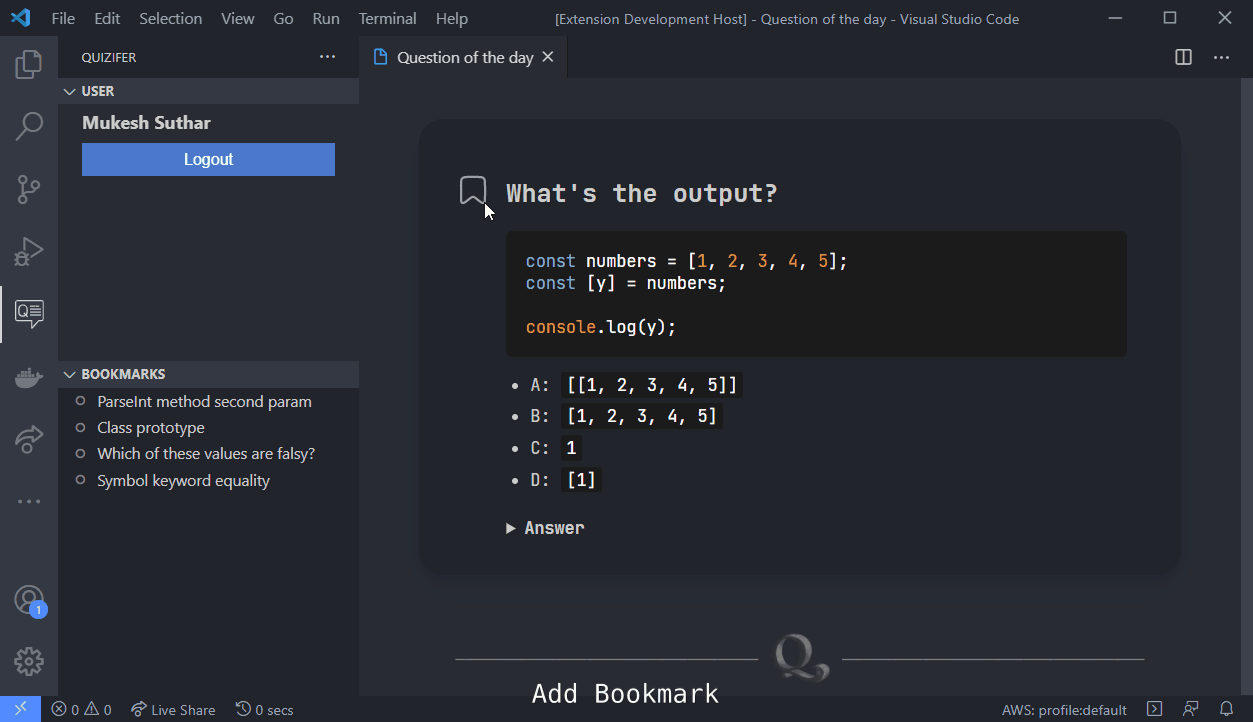 File Edit Selection View Go Run Terminal Help [Extension Development Host] - Question of the day - Visual Studio Code
QUIZIFER
Question of the day
USER
Mukesh Suthar
Logout
What's the output?
const numbers = [1, 2, 3, 4, 5];
const [y] = numbers;
console.log(y);
A: [[1, 2, 3, 4, 5]]
B: [1, 2, 3, 4, 5]
C: 1
D: [1]
Answer
BOOKMARKS
ParseInt method second param
Class prototype
Which of these values are falsy?
Symbol keyword equality
1
Q
Add Bookmark
0 0 Live Share 0 secs AWS: profile:default